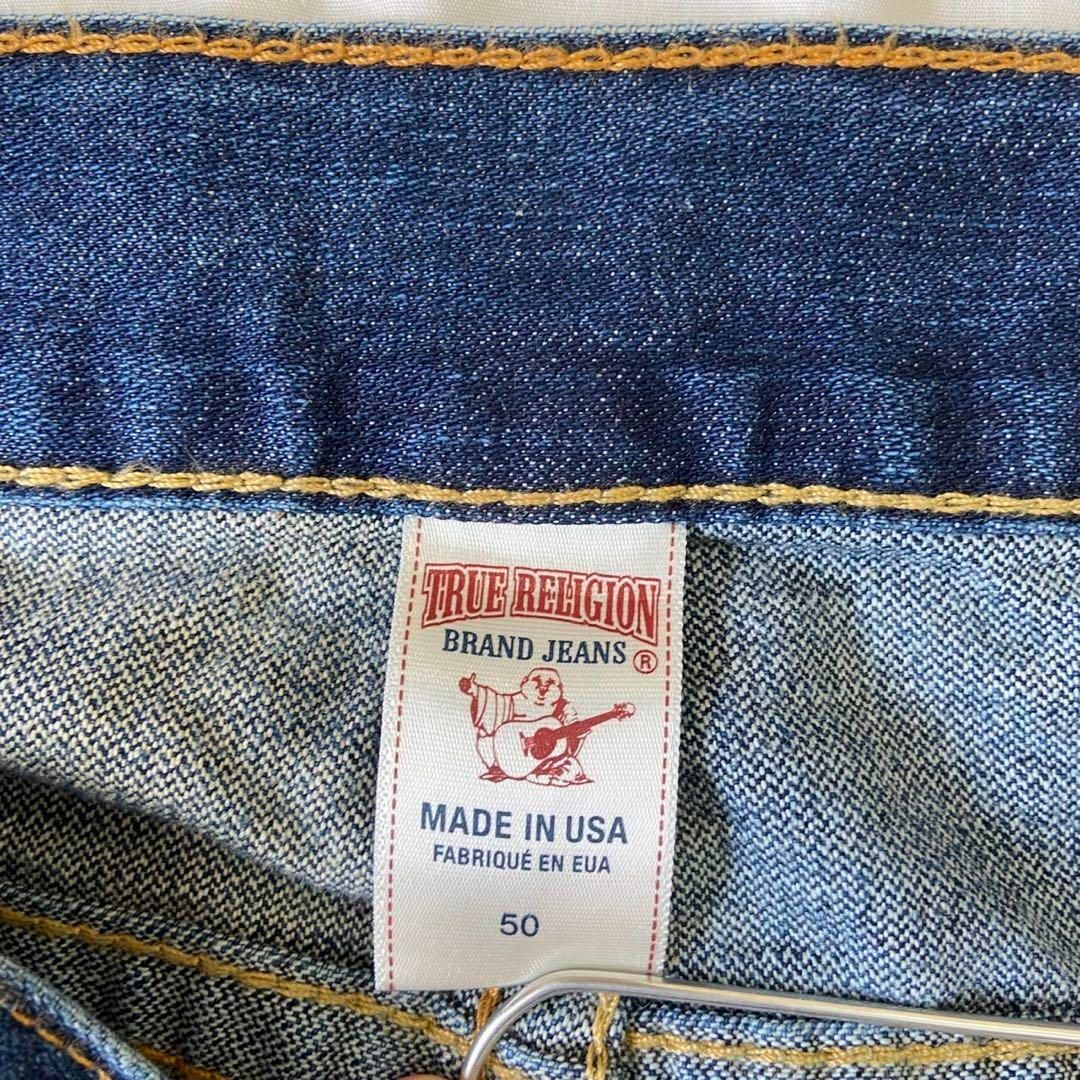 TRUE RELIGION
BRAND JEANS ®
MADE IN USA
FABRIQUÉ EN EUA
50